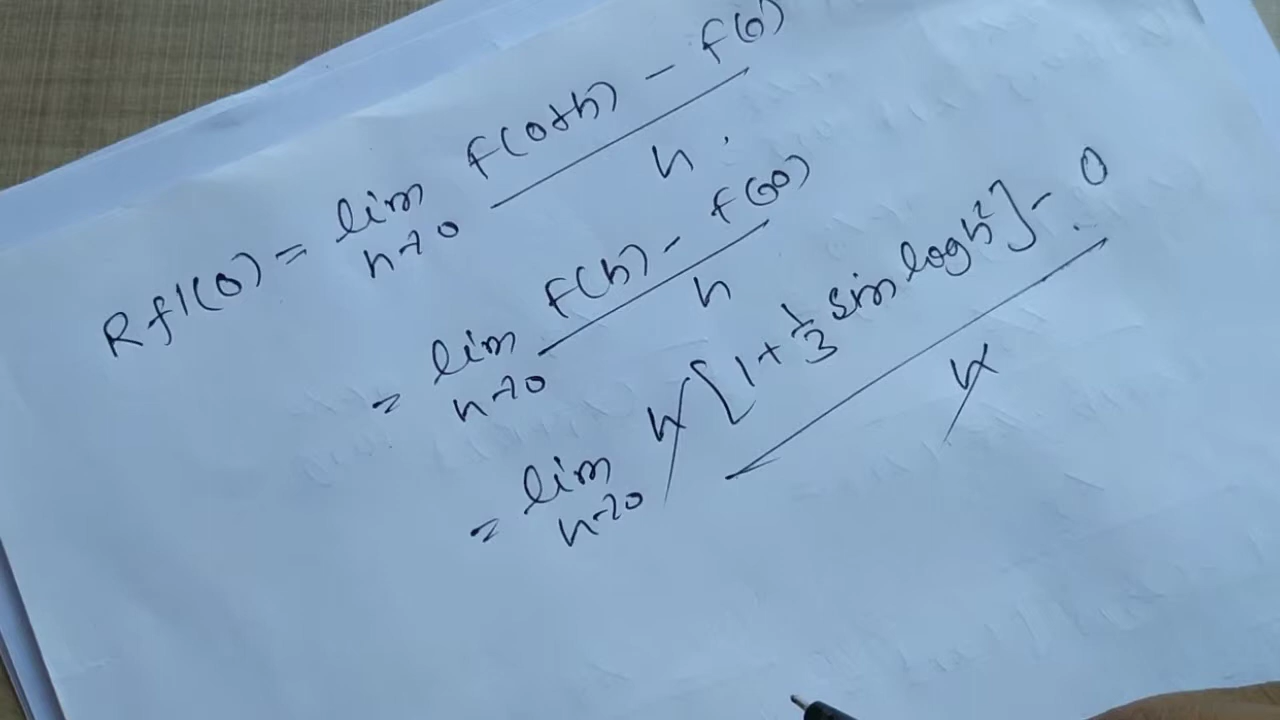 Rf'(0) = lim h→0 f(0+h) - f(0) / h.
= lim h→0 f(h) - f(0) / h
= lim h→0 h[1 + 1/3 sin log h²] - 0 / h